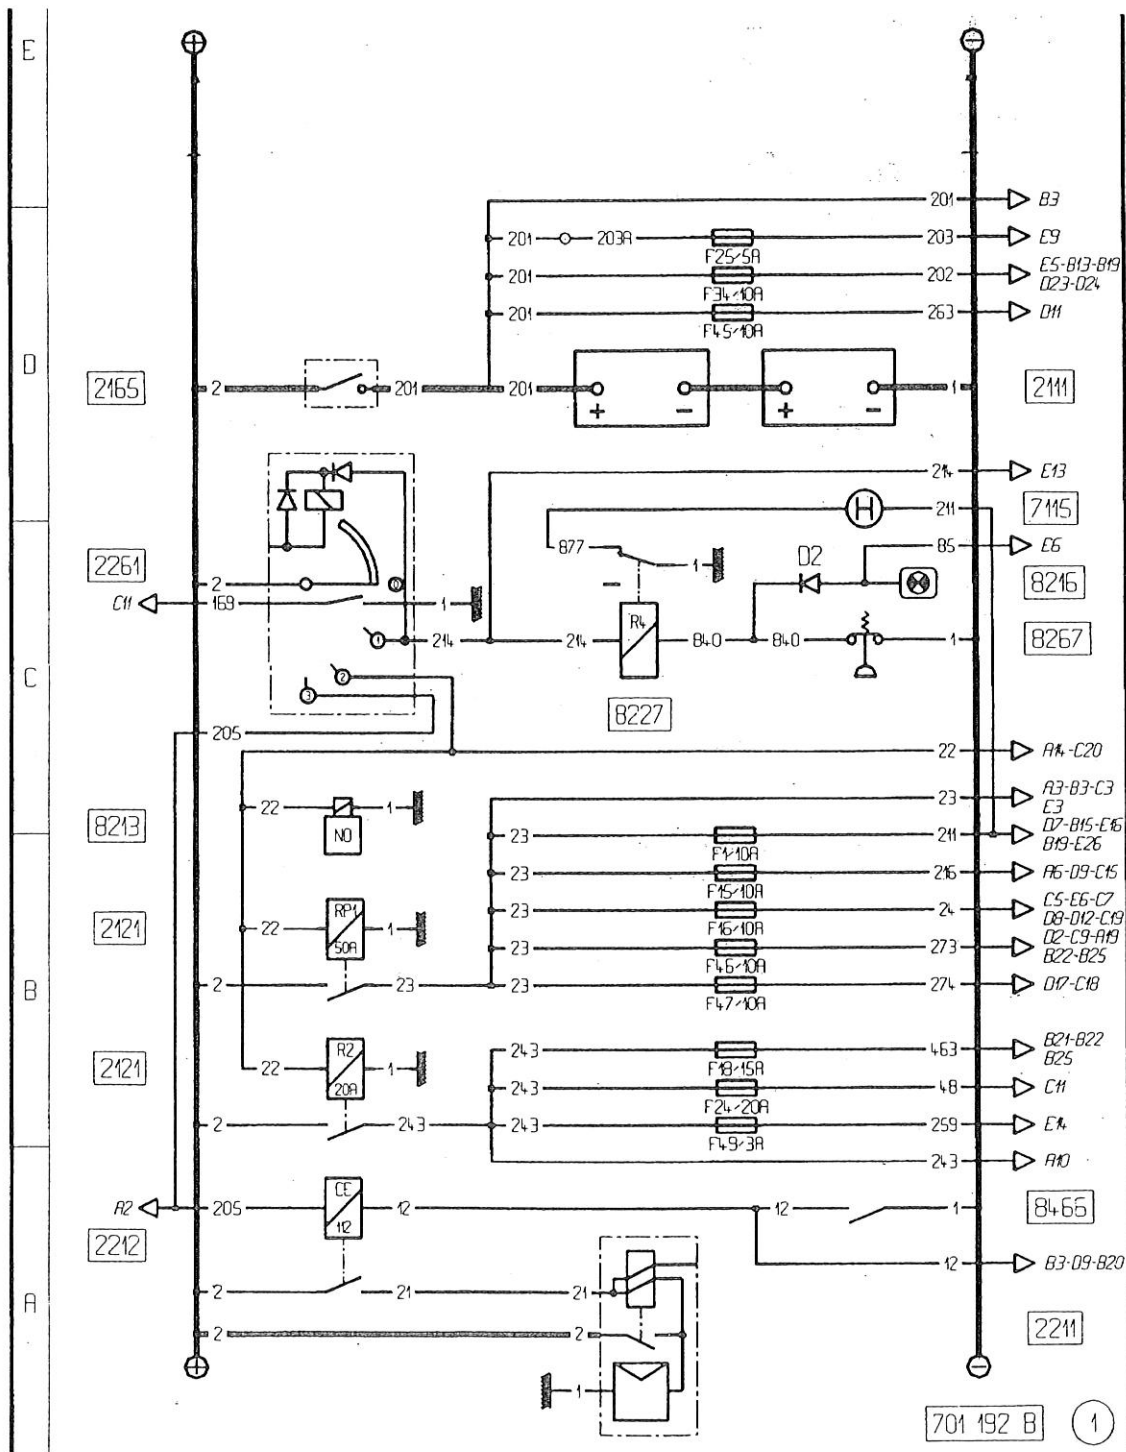 E
201 B3
201 203A 203 E9
F25/5A
201 202 E5-B13-B19
D23-D24
F34/10A
201 263 D11
F45/10A
D
2165 2 201 201 1 2111
+ - + -
214 E13
H 211 7115
877 D2 85 E6
2261 2 0 - 1 8216
C11 169 1
R4
1 214 214 840 840 1 8267
C
2
3
8227
205
22 A14-C20
23 A3-B3-C3
E3
22 1
8213 NO 23 211 D7-B15-E16
B19-E26
F1/10A
23 216 A6-D9-C15
F15/10A
23 24 C5-E6-C7
D8-D12-C19
F16/10A
2121 22 RP1 1
50A
23 273 D2-C9-A19
B22-B25
F46/10A
B
2 23 23 274 D17-C18
F47/10A
R2 243 463 B21-B22
B25
2121 22 1 F18/15A
20A 243 48 C11
F24/20A
2 243 243 259 E14
F49/3A
243 A10
CE
A2 205 12 12 1 8466
112
2212
12 B3-D9-B20
A
2 21 21
2 2 2211
1
701 192 B 1